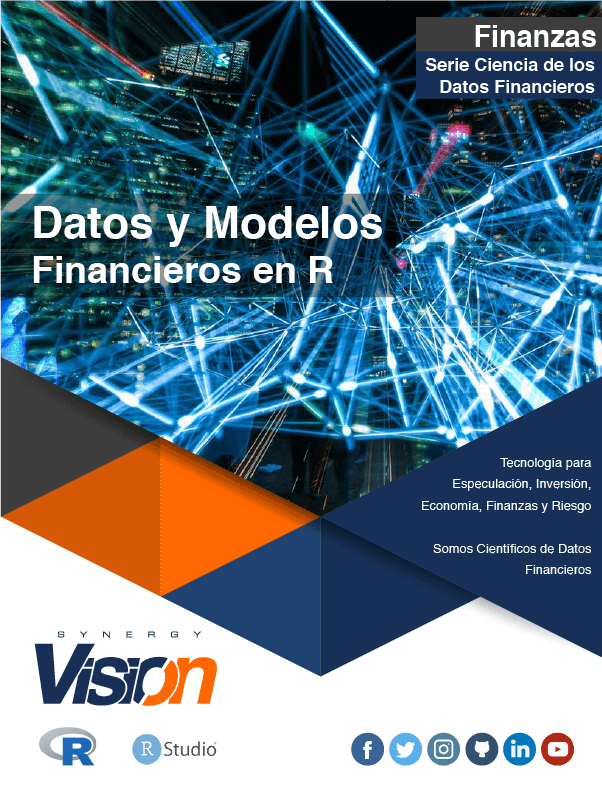 Finanzas
Serie Ciencia de los
Datos Financieros
Datos y Modelos
Financieros en R
Tecnología para
Especulación, Inversión,
Economía, Finanzas y Riesgo
Somos Científicos de Datos
Financieros
SYNERGY
Vision
R
R Studio